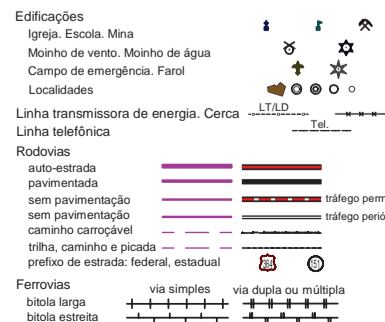 Edificações
Igreja. Escola. Mina
Moinho de vento. Moinho de água
Campo de emergência. Farol
Localidades
Linha transmissora de energia. Cerca LT/LD
Linha telefônica Tel.
Rodovias
auto-estrada
pavimentada
sem pavimentação tráfego perm
sem pavimentação tráfego perió
caminho carroçável
trilha, caminho e picada
prefixo de estrada: federal, estadual 364 151
Ferrovias via simples via dupla ou múltipla
bitola larga
bitola estreita